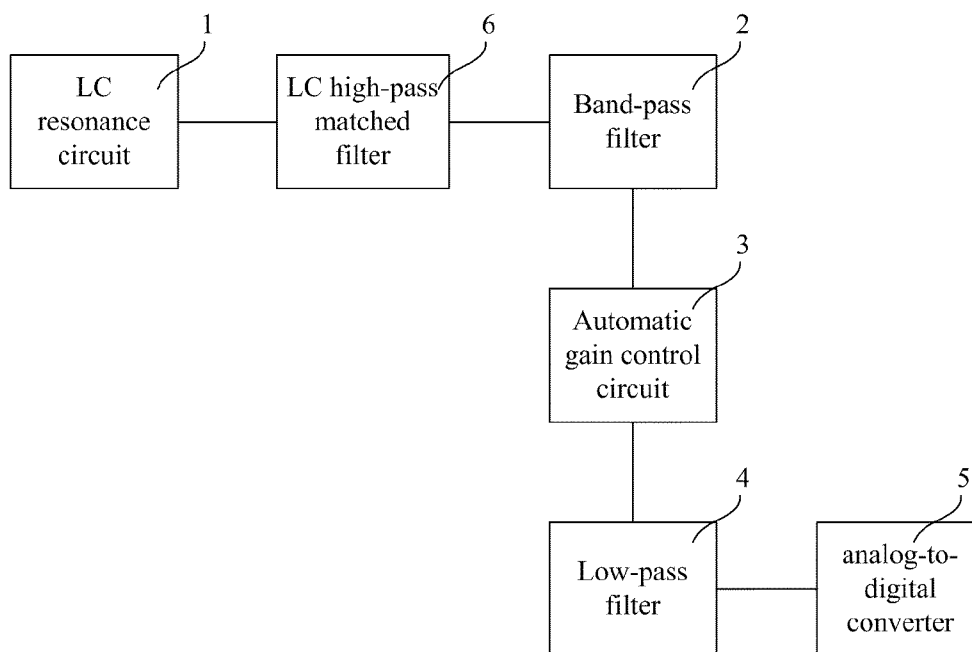 1
LC
resonance
circuit
6
LC high-pass
matched
filter
2
Band-pass
filter
3
Automatic
gain control
circuit
4
Low-pass
filter
5
analog-to-
digital
converter